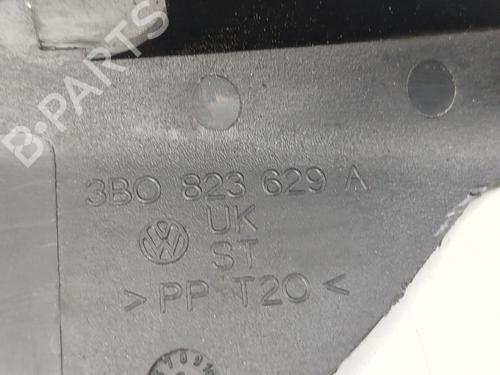 B-PARTS
3B0 823 629 A
UK
ST
>PP T20<